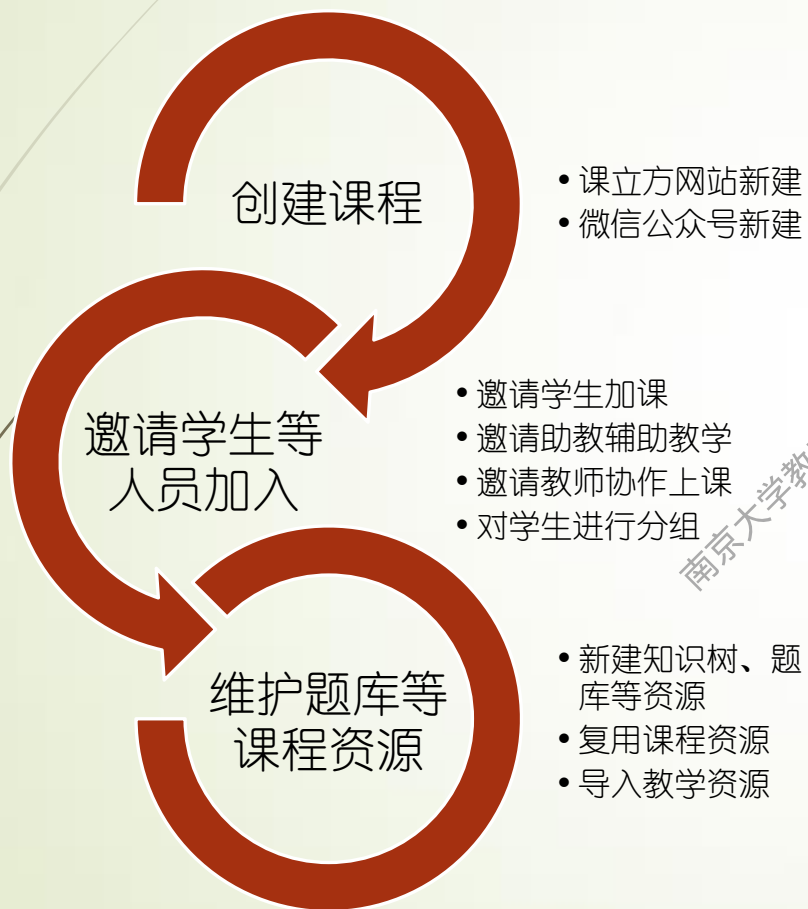 创建课程
• 课立方网站新建
• 微信公众号新建
邀请学生等
人员加入
• 邀请学生加课
• 邀请助教辅助教学
• 邀请教师协作上课
• 对学生进行分组
南京大学教
维护题库等
课程资源
• 新建知识树、题
库等资源
• 复用课程资源
• 导入教学资源